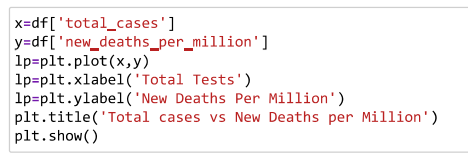 x=df['total_cases']
y=df['new_deaths_per_million']
lp=plt.plot(x,y)
lp=plt.xlabel('Total Tests')
lp=plt.ylabel('New Deaths Per Million')
plt.title('Total cases vs New Deaths per Million')
plt.show()